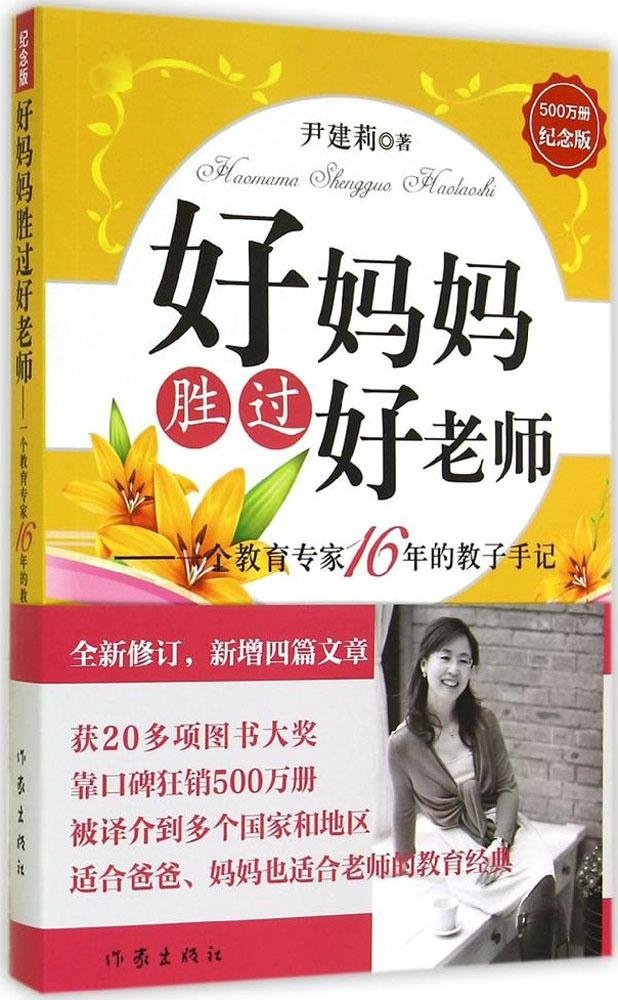 纪念版
好妈妈胜过好老师——一个教育专家16年的教
作家出版社
500万册
纪念版
尹建莉◎著
Haomama Shengguo Haolaoshi
好妈妈
胜过好老师
——一个教育专家16年的教子手记
全新修订，新增四篇文章
获20多项图书大奖
靠口碑狂销500万册
被译介到多个国家和地区
适合爸爸、妈妈也适合老师的教育经典
作家出版社